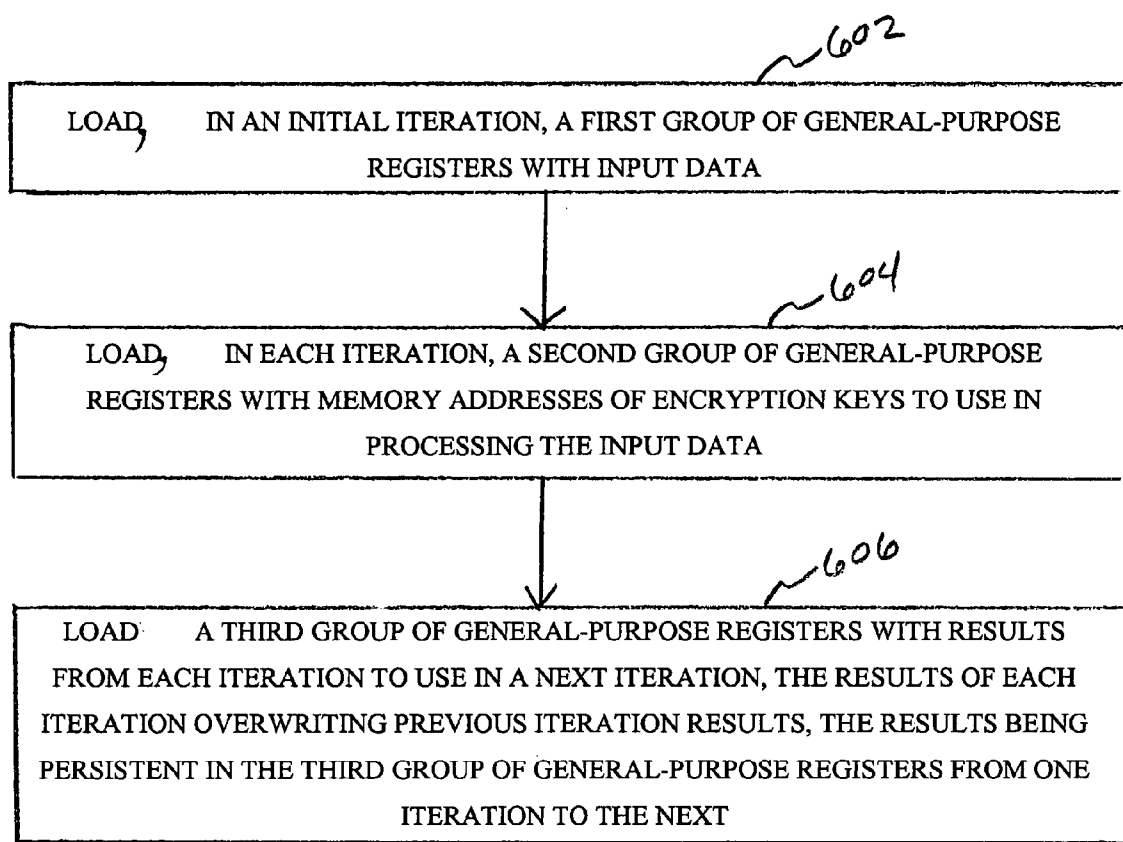 602
LOAD, IN AN INITIAL ITERATION, A FIRST GROUP OF GENERAL-PURPOSE
REGISTERS WITH INPUT DATA
604
LOAD, IN EACH ITERATION, A SECOND GROUP OF GENERAL-PURPOSE
REGISTERS WITH MEMORY ADDRESSES OF ENCRYPTION KEYS TO USE IN
PROCESSING THE INPUT DATA
606
LOAD A THIRD GROUP OF GENERAL-PURPOSE REGISTERS WITH RESULTS
FROM EACH ITERATION TO USE IN A NEXT ITERATION, THE RESULTS OF EACH
ITERATION OVERWRITING PREVIOUS ITERATION RESULTS, THE RESULTS BEING
PERSISTENT IN THE THIRD GROUP OF GENERAL-PURPOSE REGISTERS FROM ONE
ITERATION TO THE NEXT